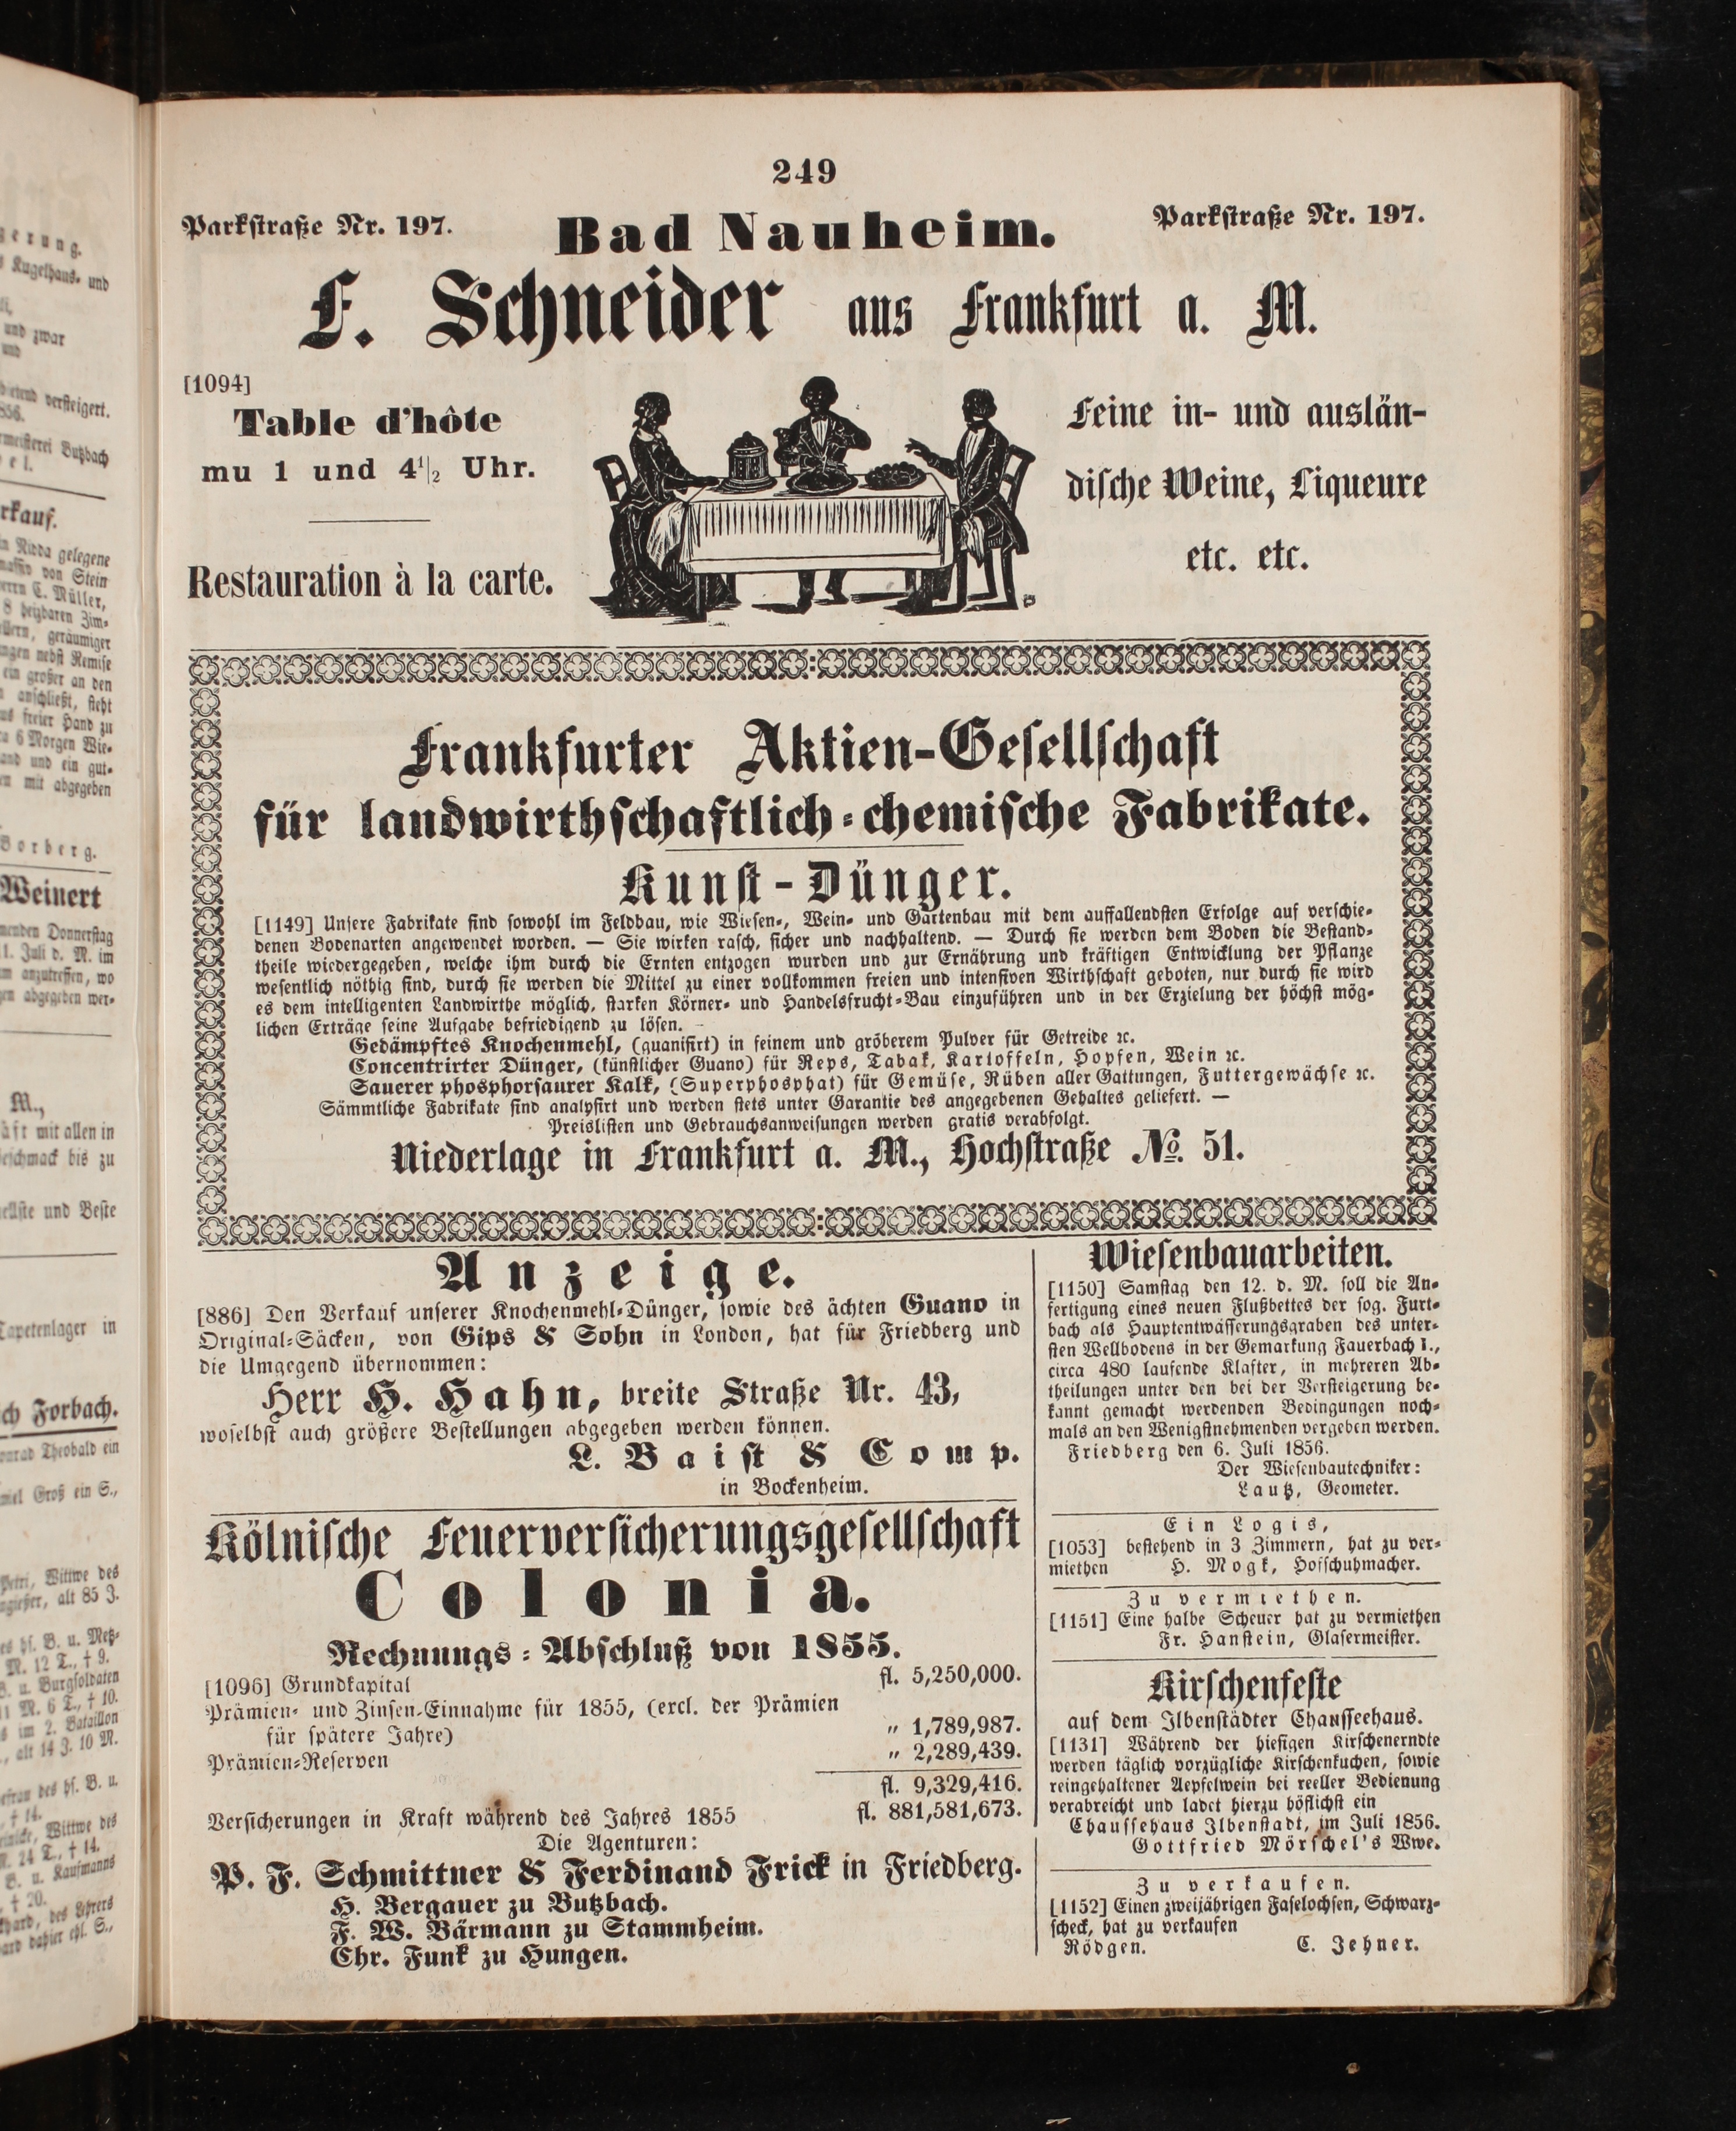 249
Parkstraße Nr. 197.
Bad Nauheim.
Parkstraße Nr. 197.
F. Schneider aus Frankfurt a. M.
[1094]
Table d'hôte
mu 1 und 4 1/2 Uhr.
Restauration à la carte.
Feine in- und auslän-
dische Weine, Liqueure
etc. etc.
Frankfurter Aktien-Gesellschaft
für landwirthschaftlich-chemische Fabrikate.
Kunst-Dünger.
[1149] Unsere Fabrikate sind sowohl im Feldbau, wie Wiesen-, Wein- und Gartenbau mit dem auffallendsten Erfolge auf verschie-
denen Bodenarten angewendet worden. — Sie wirken rasch, sicher und nachhaltend. — Durch sie werden dem Boden die Bestand-
theile wiedergegeben, welche ihm durch die Ernten entzogen wurden und zur Ernährung und kräftigen Entwicklung der Pflanze
wesentlich nöthig sind, durch sie werden die Mittel zu einer vollkommen freien und intensiven Wirthschaft geboten, nur durch sie wird
es dem intelligenten Landwirthe möglich, starken Körner- und Handelsfrucht-Bau einzuführen und in der Erzielung der höchst mög-
lichen Erträge seine Aufgabe befriedigend zu lösen. —
Gedämpftes Knochenmehl, (guanisirt) in feinem und gröberem Pulver für Getreide ꝛc.
Concentrirter Dünger, (künstlicher Guano) für Reps, Tabak, Kartoffeln, Hopfen, Wein ꝛc.
Sauerer phosphorsaurer Kalk, (Superphosphat) für Gemüse, Rüben aller Gattungen, Futtergewächse ꝛc.
Sämmtliche Fabrikate sind analysirt und werden stets unter Garantie des angegebenen Gehaltes geliefert. —
Preislisten und Gebrauchsanweisungen werden gratis verabfolgt.
Niederlage in Frankfurt a. M., Hochstraße No. 51.
Anzeige.
[886] Den Verkauf unserer Knochenmehl-Dünger, sowie des ächten Guano in
Original-Säcken, von Gips & Sohn in London, hat für Friedberg und
die Umgegend übernommen:
Herr H. Hahn, breite Straße Nr. 43,
woselbst auch größere Bestellungen abgegeben werden können.
L. Baist & Comp.
in Bockenheim.
Kölnische Feuerversicherungsgesellschaft
Colonia.
Rechnungs-Abschluß von 1855.
[1096] Grundkapital fl. 5,250,000.
Prämien- und Zinsen-Einnahme für 1855, (excl. der Prämien
für spätere Jahre) „ 1,789,987.
Prämien-Reserven „ 2,289,439.
fl. 9,329,416.
Versicherungen in Kraft während des Jahres 1855 fl. 881,581,673.
Die Agenturen:
P. F. Schmittner & Ferdinand Frick in Friedberg.
H. Bergauer zu Butzbach.
F. W. Bärmann zu Stammheim.
Chr. Funk zu Hungen.
Wiesenbauarbeiten.
[1150] Samstag den 12. d. M. soll die An-
fertigung eines neuen Flußbettes der sog. Furt-
bach als Hauptentwässerungsgraben des unter-
sten Wellbodens in der Gemarkung Fauerbach I.,
circa 480 laufende Klafter, in mehreren Ab-
theilungen unter den bei der Versteigerung be-
kannt gemacht werdenden Bedingungen noch-
mals an den Wenigstnehmenden vergeben werden.
Friedberg den 6. Juli 1856.
Der Wiesenbautechniker:
Lautz, Geometer.
Ein Logis,
[1053] bestehend in 3 Zimmern, hat zu ver-
miethen H. Mogk, Hofschuhmacher.
Zu vermiethen.
[1151] Eine halbe Scheuer hat zu vermiethen
Fr. Hanstein, Glasermeister.
Kirschenfeste
auf dem Ilbenstädter Chausseehaus.
[1131] Während der hiesigen Kirschenerndte
werden täglich vorzügliche Kirschenkuchen, sowie
reingehaltener Aepfelwein bei reeller Bedienung
verabreicht und ladet hierzu höflichst ein
Chaussehaus Ilbenstadt, im Juli 1856.
Gottfried Mörschel's Wwe.
Zu verkaufen.
[1152] Einen zweijährigen Faselochsen, Schwarz-
scheck, hat zu verkaufen
Rödgen. C. Jehner.